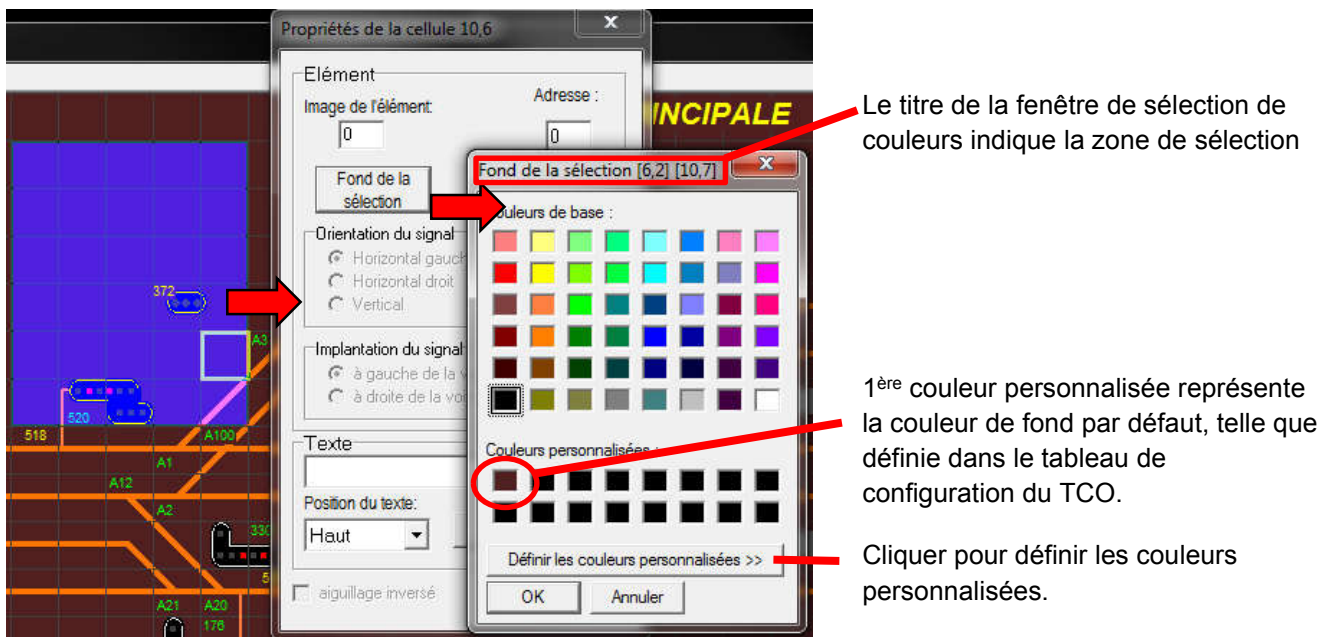 Propriétés de la cellule 10,6
x
Elément
Image de l'élément:
Adresse :
0
0
NCIPALE
Fond de la
sélection
Fond de la sélection [6,2] [10,7]
x
Orientation du signal
Horizontal gauch
Horizontal droit
Vertical
Implantation du signal
à gauche de la v
à droite de la voi
Texte
Position du texte:
Haut
aiguillage inversé
ouleurs de base :
Couleurs personnalisées :
Définir les couleurs personnalisées >>
OK
Annuler
372
A3
520
518
A100
A1
A12
A2
330
5
A21
A20
176
Le titre de la fenêtre de sélection de
couleurs indique la zone de sélection
1ère couleur personnalisée représente
la couleur de fond par défaut, telle que
définie dans le tableau de
configuration du TCO.
Cliquer pour définir les couleurs
personnalisées.